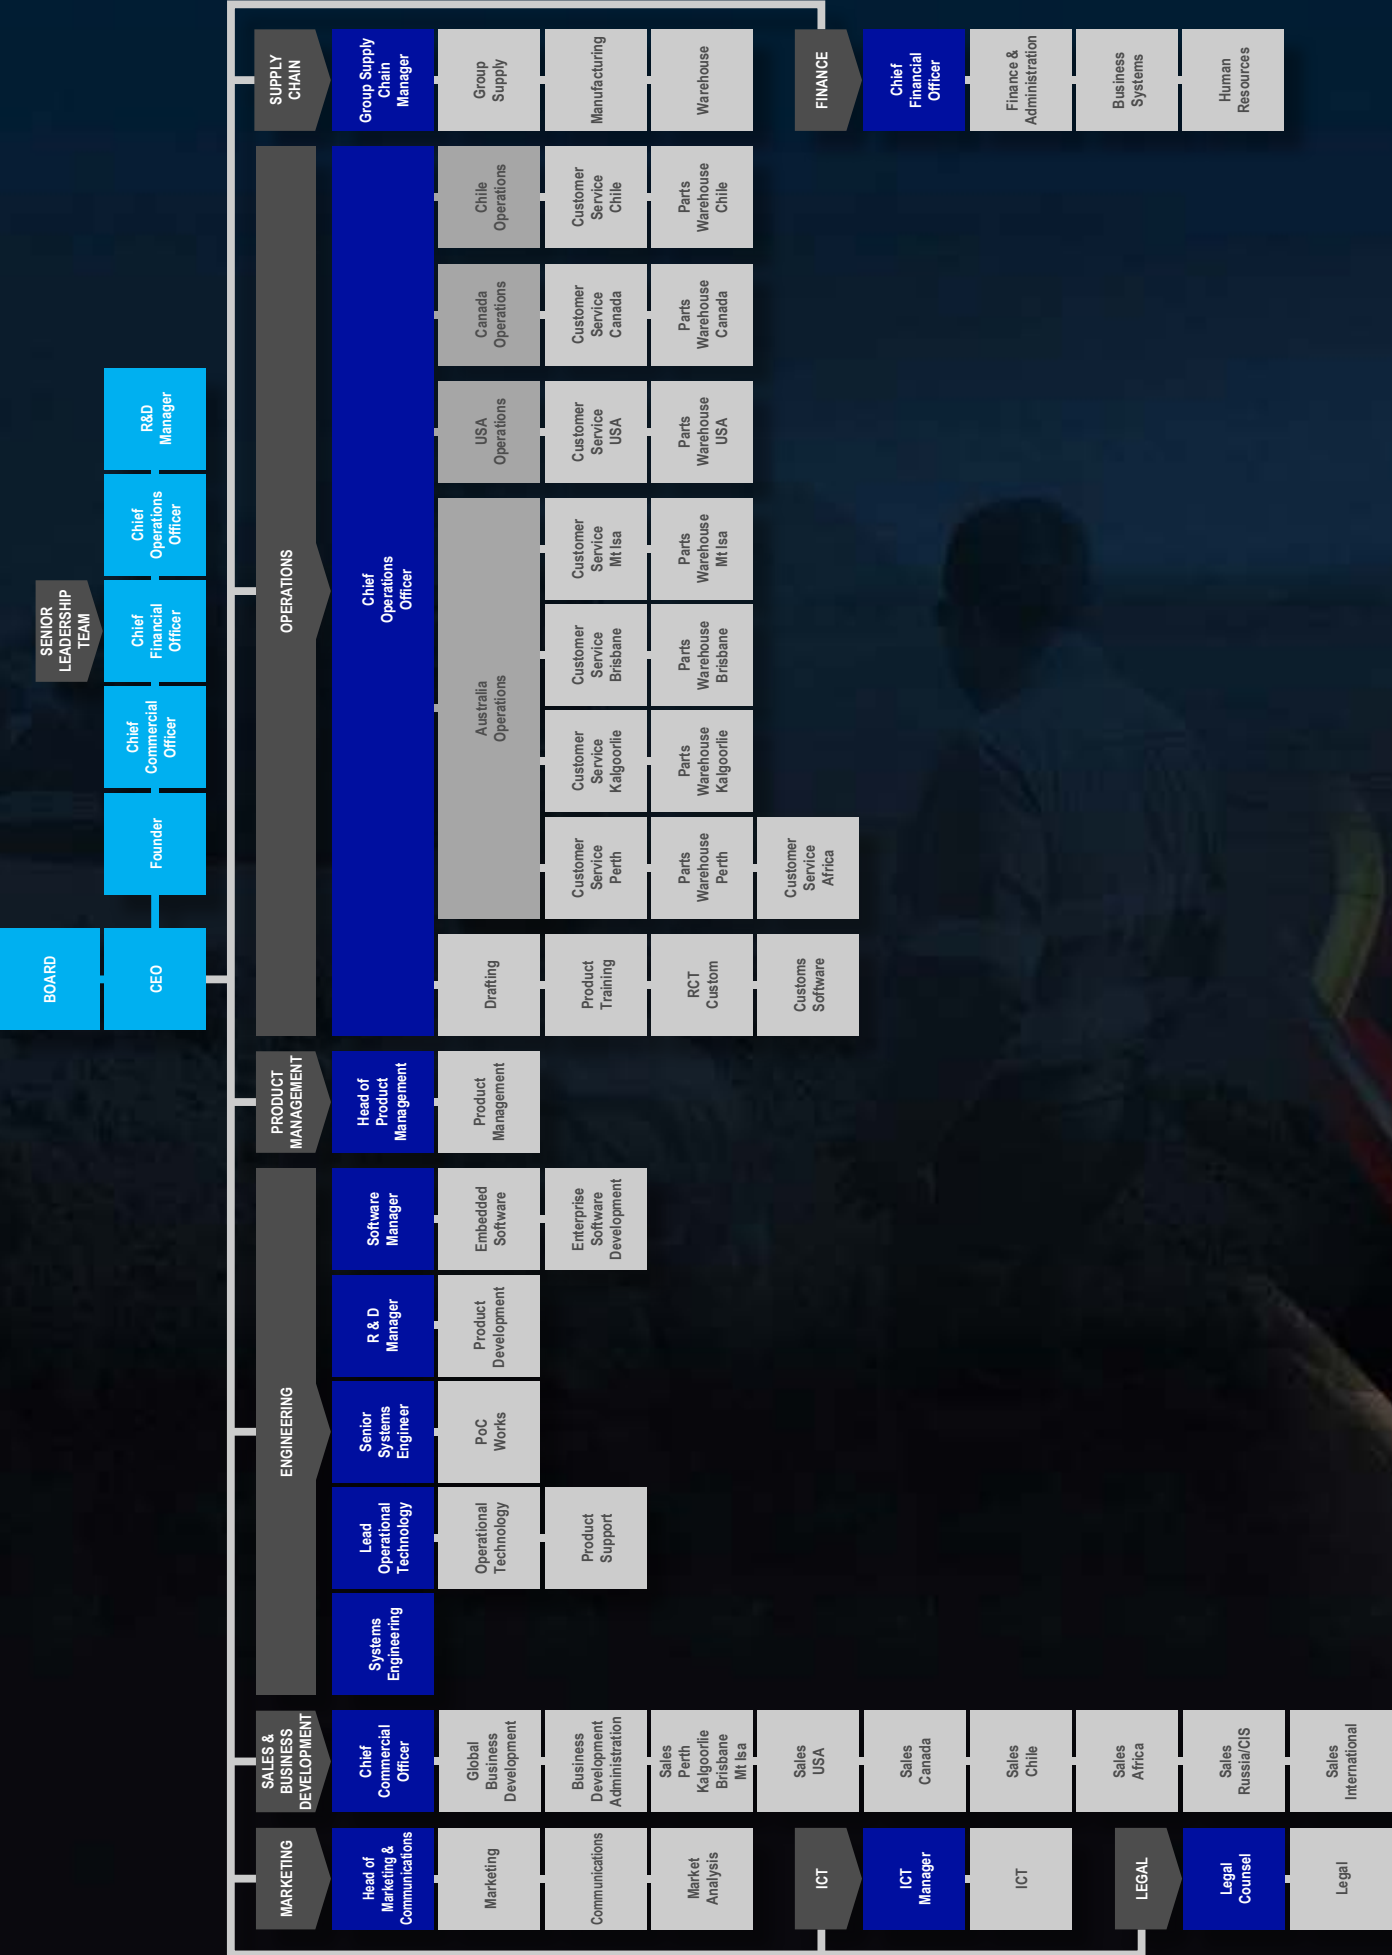 BOARD
CEO
SENIOR
LEADERSHIP
TEAM
Founder
Chief
Commercial
Officer
Chief
Financial
Officer
Chief
Operations
Officer
R&D
Manager
MARKETING
Head of
Marketing &
Communications
Marketing
Communications
Market
Analysis
ICT
ICT
Manager
ICT
LEGAL
Legal
Counsel
Legal
SALES &
BUSINESS
DEVELOPMENT
Chief
Commercial
Officer
Global
Business
Development
Business
Development
Administration
Sales
Perth
Kalgoorlie
Brisbane
Mt Isa
Sales
USA
Sales
Canada
Sales
Chile
Sales
Africa
Sales
Russia/CIS
Sales
International
ENGINEERING
Systems
Engineering
Lead
Operational
Technology
Operational
Technology
Product
Support
Senior
Systems
Engineer
PoC
Works
R & D
Manager
Product
Development
Software
Manager
Embedded
Software
Enterprise
Software
Development
PRODUCT
MANAGEMENT
Head of
Product
Management
Product
Management
OPERATIONS
Chief
Operations
Officer
Drafting
Product
Training
RCT
Custom
Customs
Software
Australia
Operations
Customer
Service
Perth
Parts
Warehouse
Perth
Customer
Service
Africa
Customer
Service
Kalgoorlie
Parts
Warehouse
Kalgoorlie
Customer
Service
Brisbane
Parts
Warehouse
Brisbane
Customer
Service
Mt Isa
Parts
Warehouse
Mt Isa
USA
Operations
Customer
Service
USA
Parts
Warehouse
USA
Canada
Operations
Customer
Service
Canada
Parts
Warehouse
Canada
Chile
Operations
Customer
Service
Chile
Parts
Warehouse
Chile
SUPPLY
CHAIN
Group Supply
Chain
Manager
Group
Supply
Manufacturing
Warehouse
FINANCE
Chief
Financial
Officer
Finance &
Administration
Business
Systems
Human
Resources